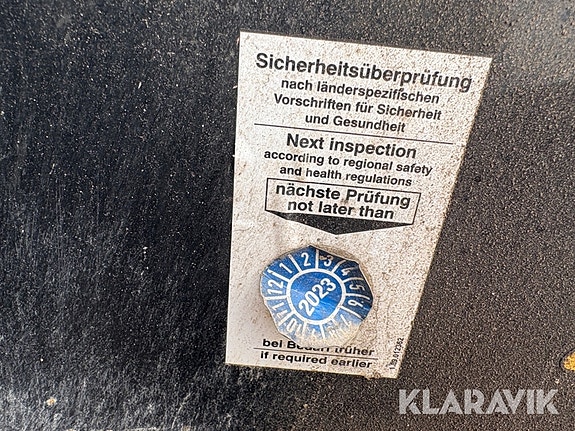 Sicherheitsüberprüfung
nach länderspezifischen
Vorschriften für Sicherheit
und Gesundheit
Next inspection
according to regional safety
and health regulations
nächste Prüfung
not later than
12 1 2 3 4 5 6
2023
11 10
bei Bedarf früher
if required earlier
KLARAVIK